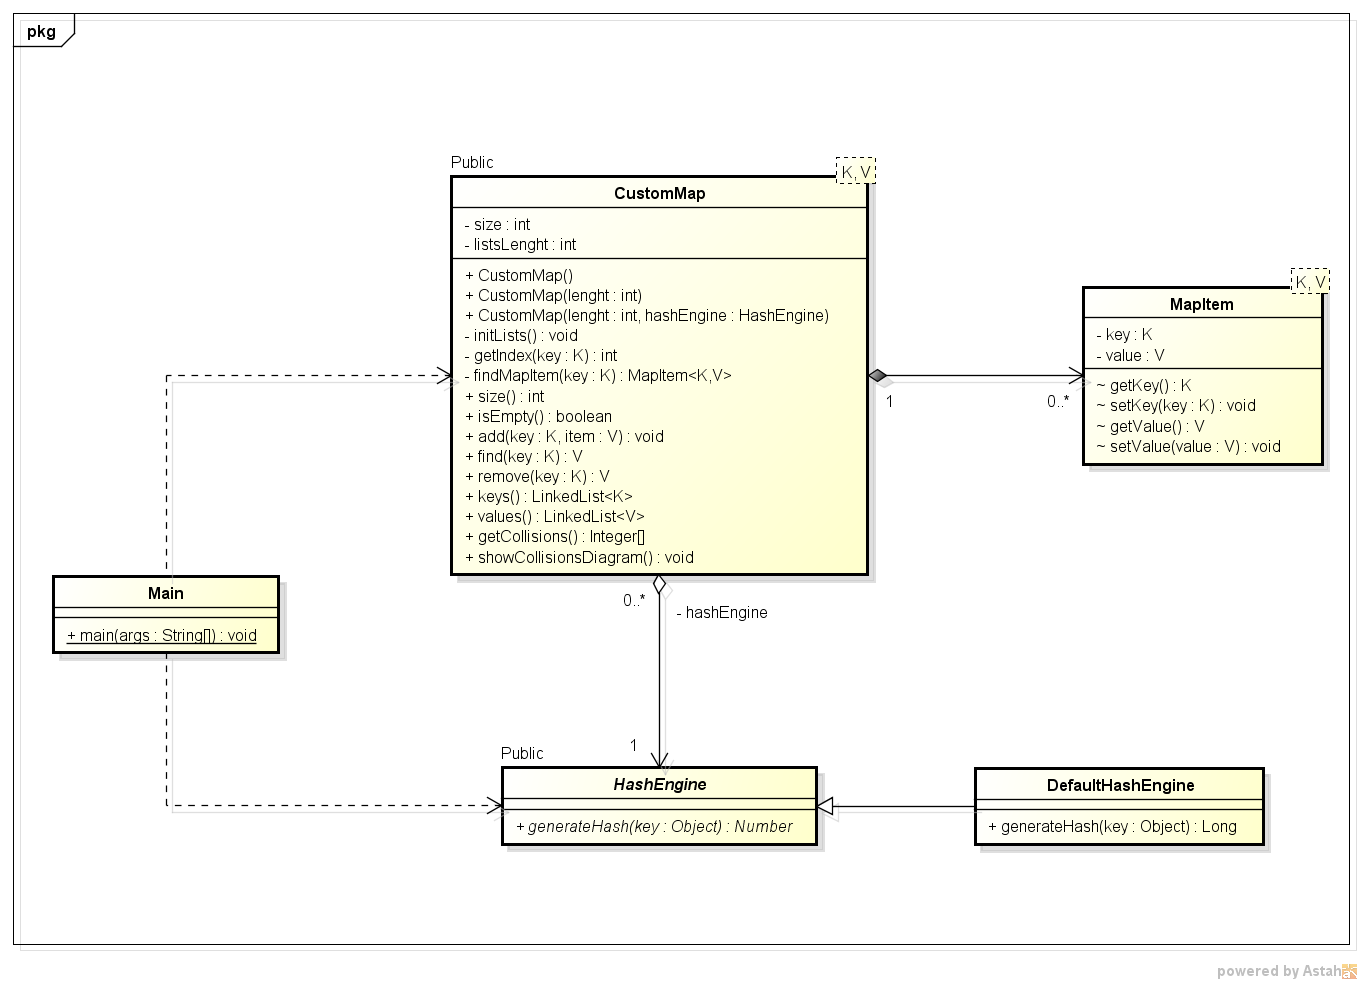 pkg
Public
K, V
CustomMap
- size : int
- listsLenght : int
+ CustomMap()
+ CustomMap(lenght : int)
+ CustomMap(lenght : int, hashEngine : HashEngine)
- initLists() : void
- getIndex(key : K) : int
- findMapItem(key : K) : MapItem<K,V>
+ size() : int
+ isEmpty() : boolean
+ add(key : K, item : V) : void
+ find(key : K) : V
+ remove(key : K) : V
+ keys() : LinkedList<K>
+ values() : LinkedList<V>
+ getCollisions() : Integer[]
+ showCollisionsDiagram() : void
1
0..*
K, V
MapItem
- key : K
- value : V
~ getKey() : K
~ setKey(key : K) : void
~ getValue() : V
~ setValue(value : V) : void
Main
+ main(args : String[]) : void
0..*
- hashEngine
1
Public
HashEngine
+ generateHash(key : Object) : Number
DefaultHashEngine
+ generateHash(key : Object) : Long
powered by Astah